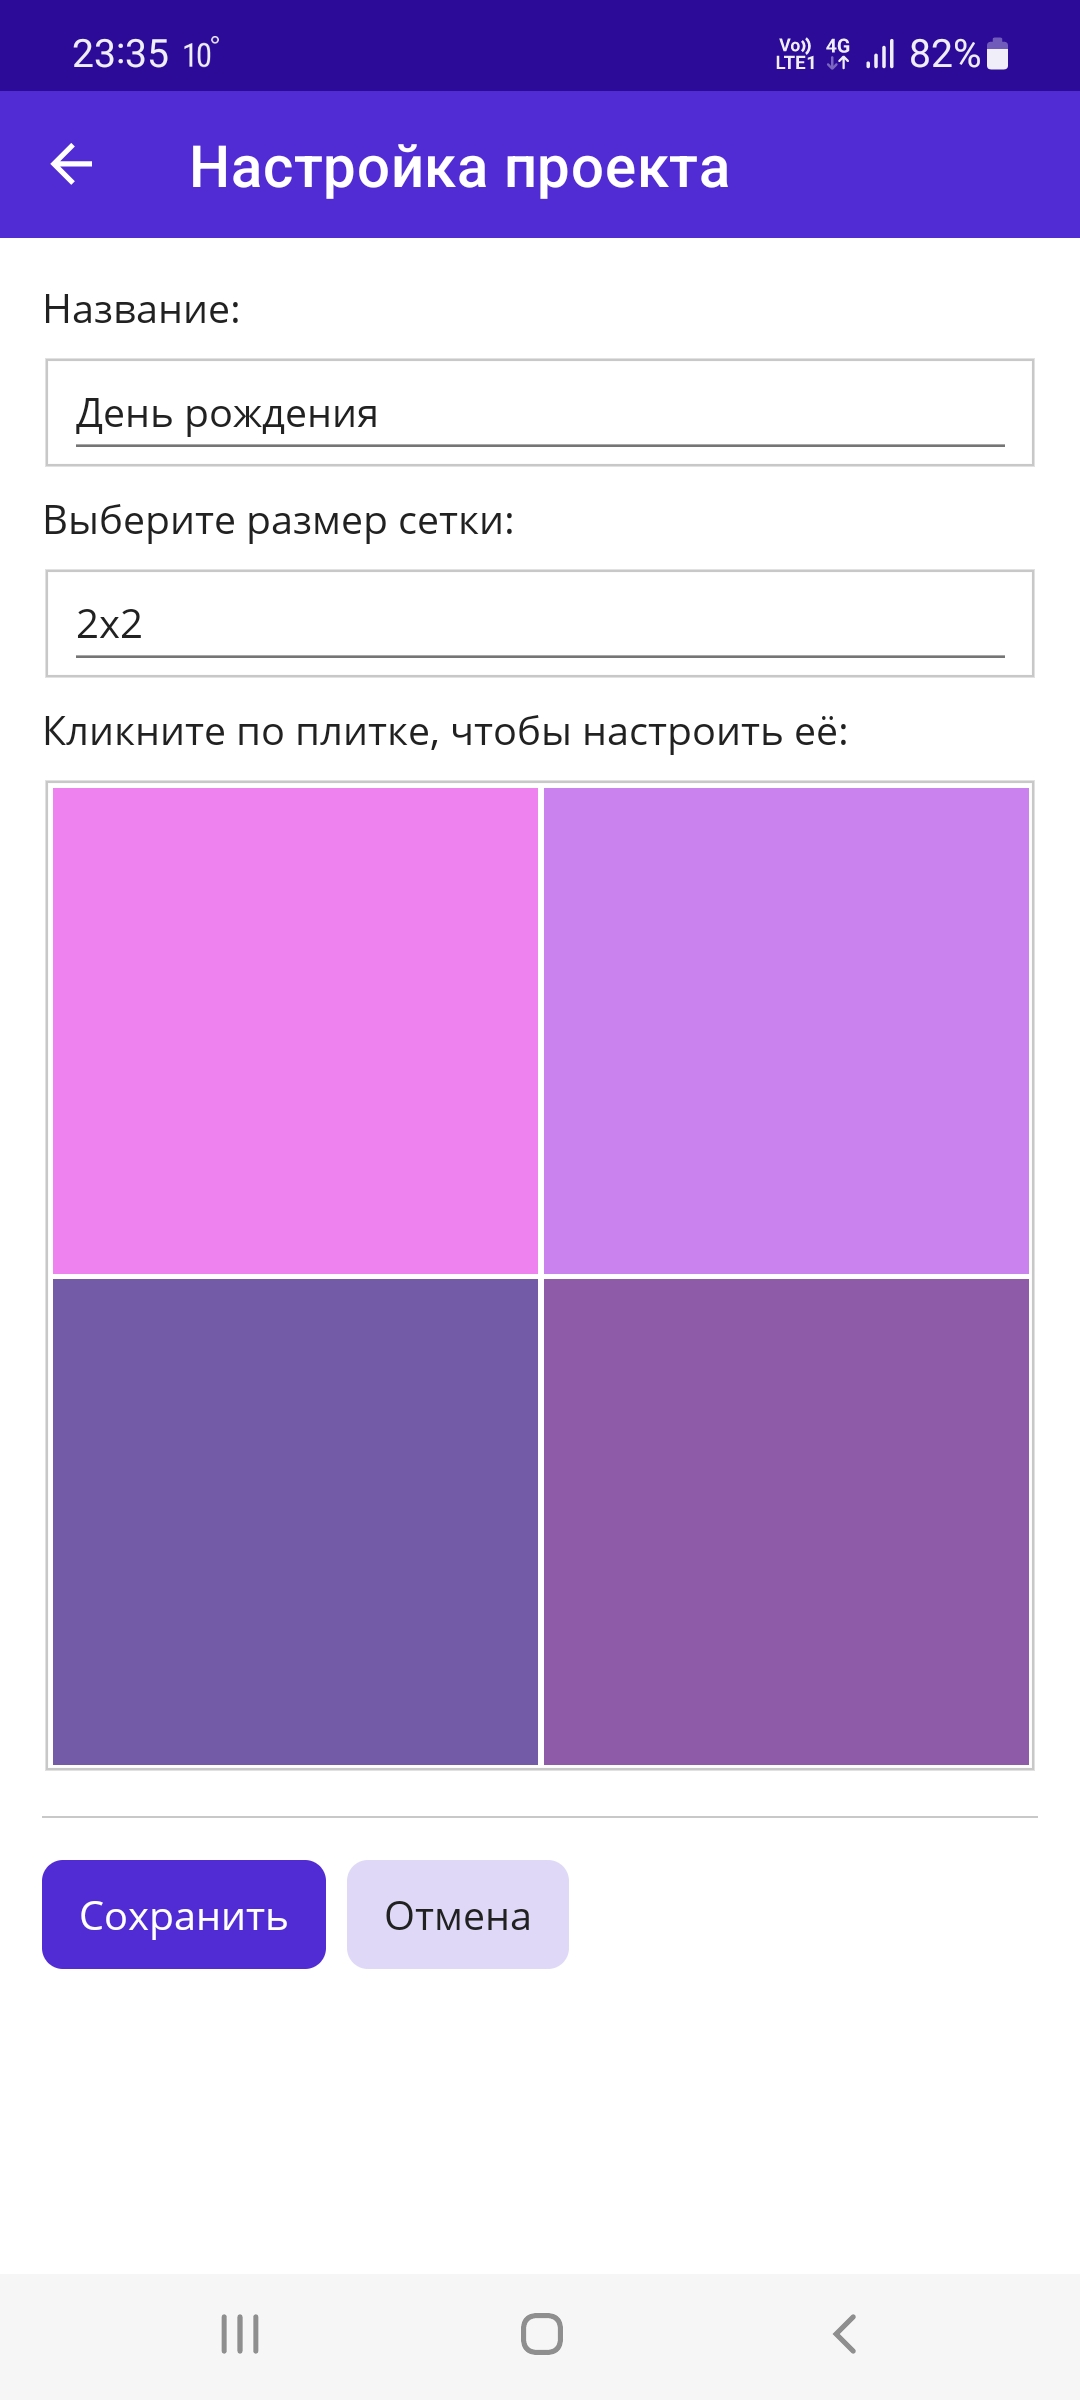 23:35 10°
Vo)) LTE1 4G 82%
Настройка проекта
Название:
День рождения
Выберите размер сетки:
2x2
Кликните по плитке, чтобы настроить её:
Сохранить Отмена